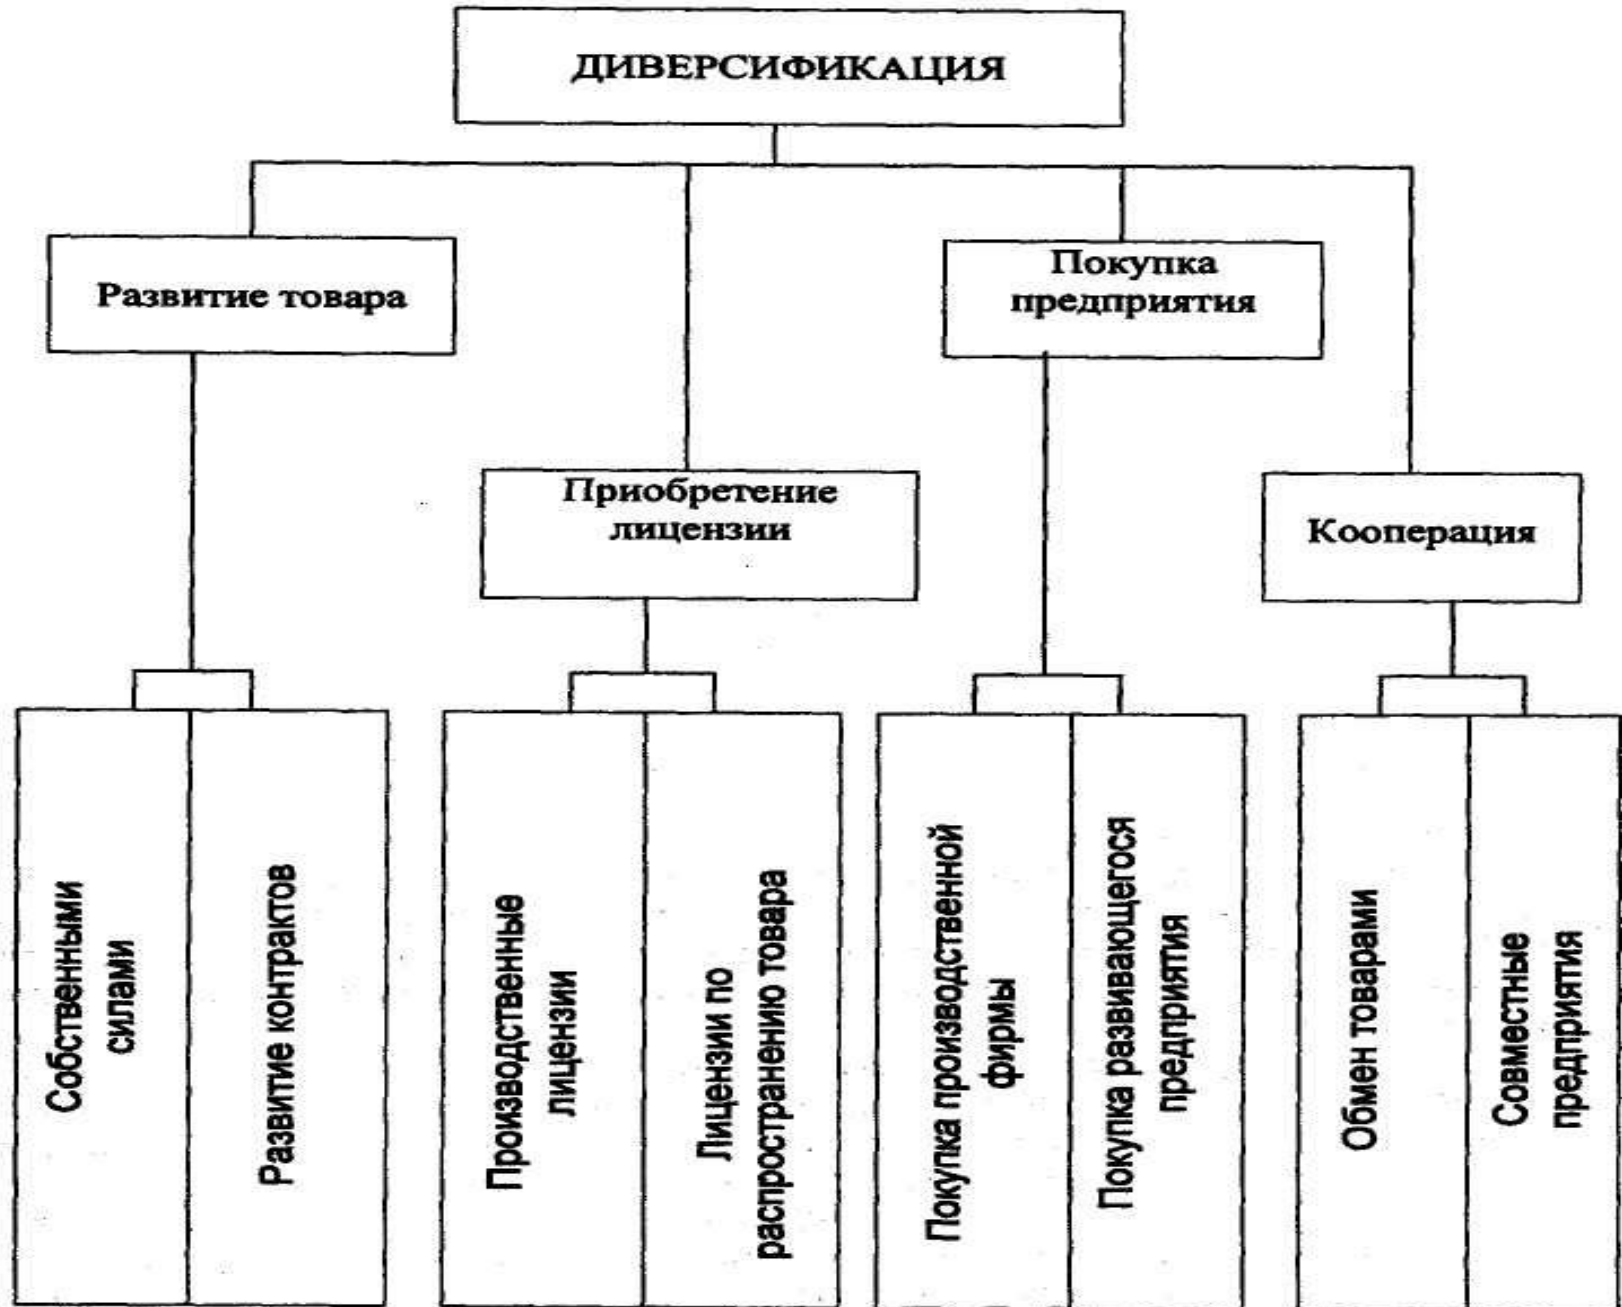 ДИВЕРСИФИКАЦИЯ
Развитие товара
Покупка
предприятия
Приобретение
лицензии
Кооперация
Собственными
силами
Развитие контрактов
Производственные
лицензии
Лицензии по
распространению товара
Покупка производственной
фирмы
Покупка развивающегося
предприятия
Обмен товарами
Совместные
предприятия